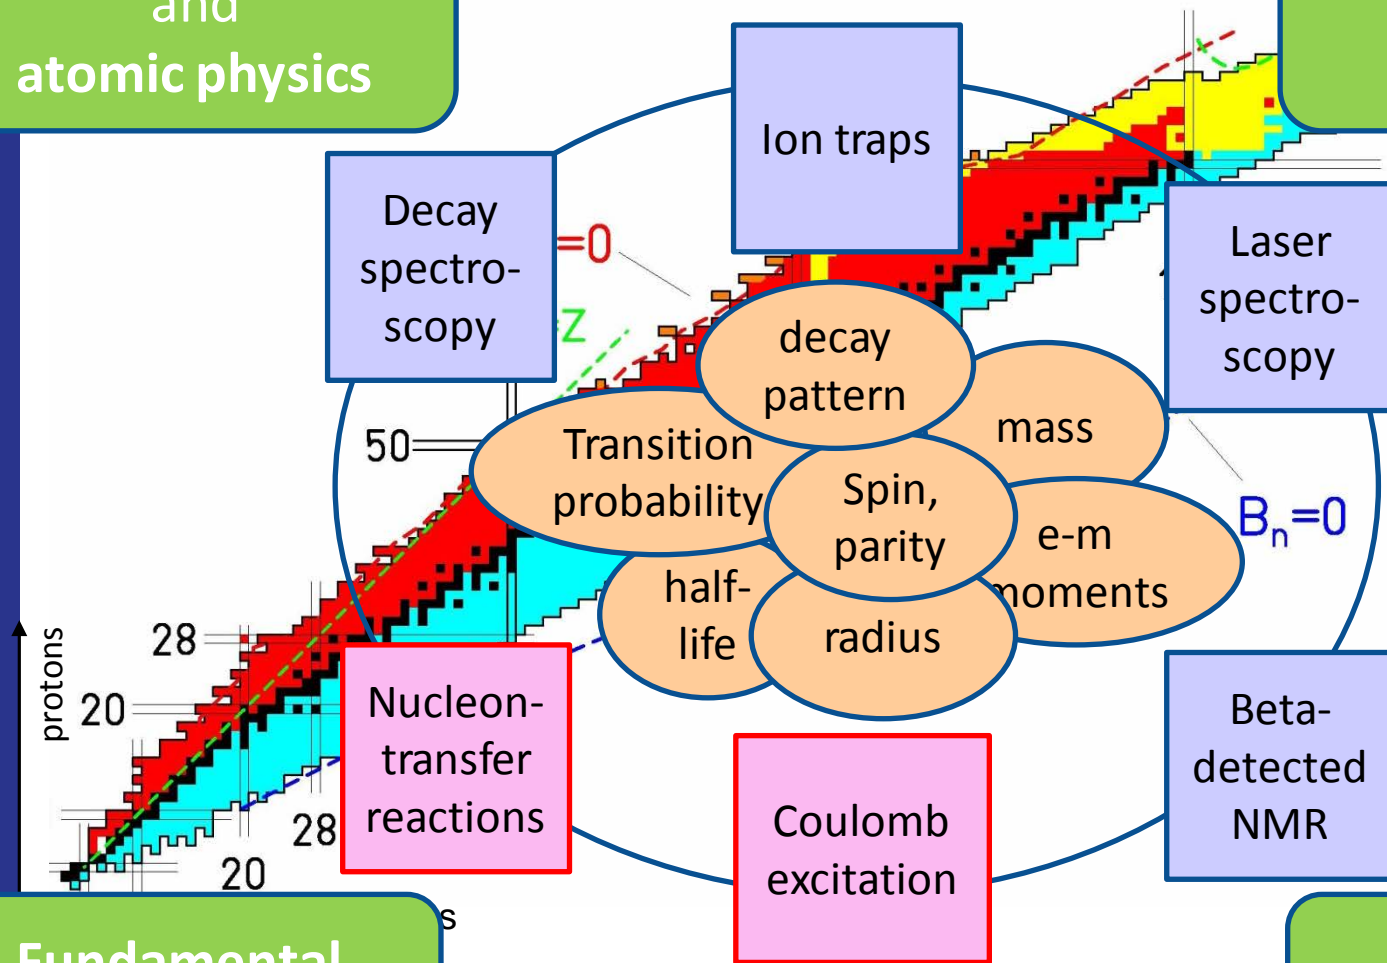 and
atomic physics
Ion traps
Decay
spectro-
scopy
=0
Z
Laser
spectro-
scopy
decay
pattern
mass
50
Transition
probability
Spin,
parity
e-m
moments
Bn=0
half-
life
radius
28
protons
20
Nucleon-
transfer
reactions
28
20
Coulomb
excitation
Beta-
detected
NMR
s
Fundamental